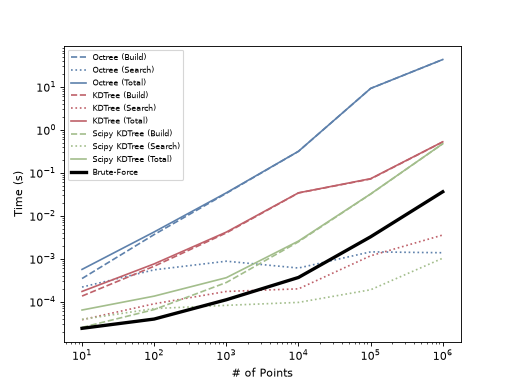 Octree (Build)
Octree (Search)
Octree (Total)
KDTree (Build)
KDTree (Search)
KDTree (Total)
Scipy KDTree (Build)
Scipy KDTree (Search)
Scipy KDTree (Total)
Brute-Force
10¹
10⁰
10⁻¹
10⁻²
10⁻³
10⁻⁴
Time (s)
10¹ 10² 10³ 10⁴ 10⁵ 10⁶
# of Points